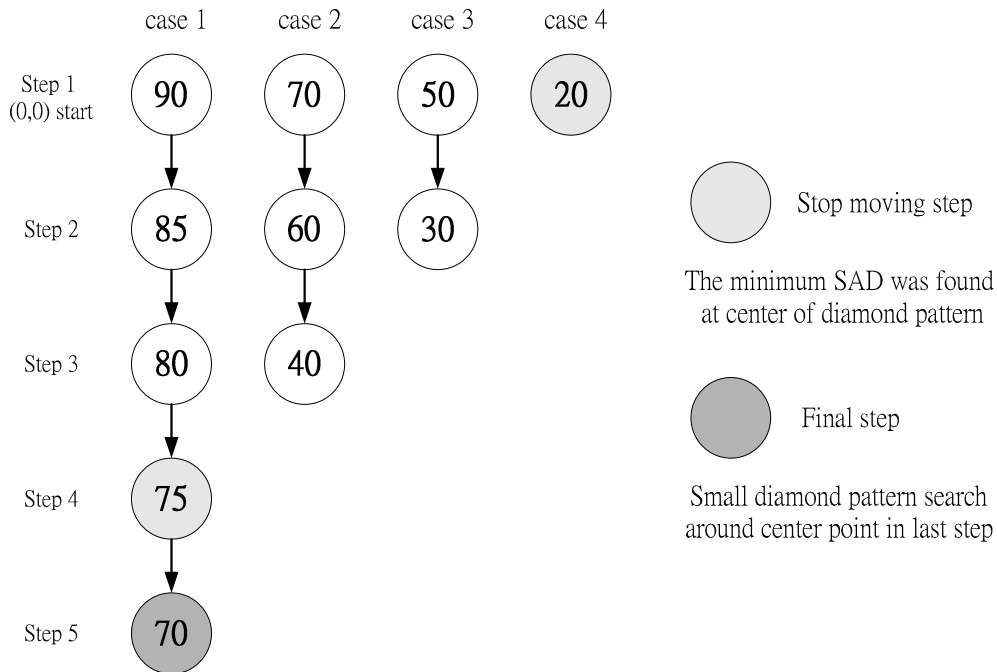 case 1 case 2 case 3 case 4
Step 1
(0,0) start
90 70 50 20
Step 2
85 60 30
Stop moving step
The minimum SAD was found
at center of diamond pattern
Step 3
80 40
Final step
Step 4
75
Small diamond pattern search
around center point in last step
Step 5
70